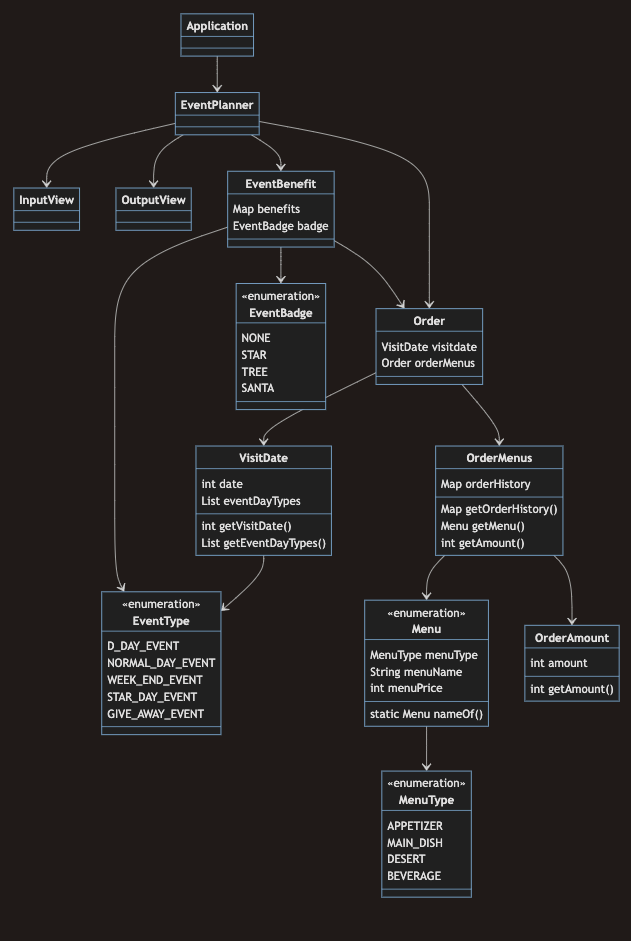 Application
EventPlanner
InputView
OutputView
EventBenefit
Map benefits
EventBadge badge
«enumeration»
EventBadge
NONE
STAR
TREE
SANTA
Order
VisitDate visitdate
Order orderMenus
VisitDate
int date
List eventDayTypes
int getVisitDate()
List getEventDayTypes()
OrderMenus
Map orderHistory
Map getOrderHistory()
Menu getMenu()
int getAmount()
«enumeration»
EventType
D_DAY_EVENT
NORMAL_DAY_EVENT
WEEK_END_EVENT
STAR_DAY_EVENT
GIVE_AWAY_EVENT
«enumeration»
Menu
MenuType menuType
String menuName
int menuPrice
static Menu nameOf()
OrderAmount
int amount
int getAmount()
«enumeration»
MenuType
APPETIZER
MAIN_DISH
DESERT
BEVERAGE